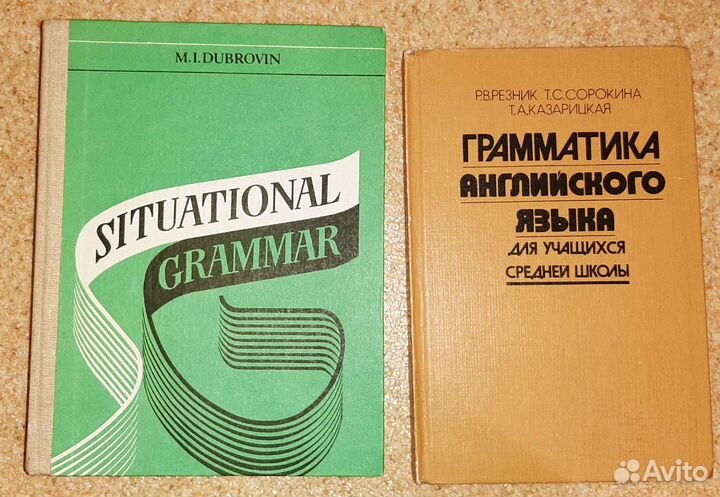 M.I.DUBROVIN
SITUATIONAL
GRAMMAR
Р.В.РЕЗНИК Т.С.СОРОКИНА
Т.А.КАЗАРИЦКАЯ
ГРАММАТИКА
АНГЛИЙСКОГО
ЯЗЫКА
ДЛЯ УЧАЩИХСЯ
СРЕДНЕЙ ШКОЛЫ
Avito